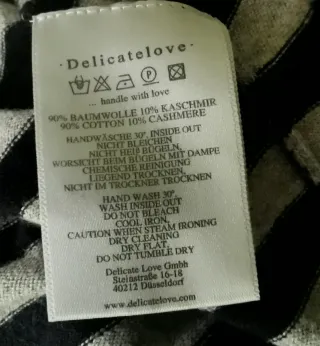 ·Delicatelove·
... handle with love
90% BAUMWOLLE 10% KASCHMIR
90% COTTON 10% CASHMERE
HANDWÄSCHE 30°. INSIDE OUT
NICHT BLEICHEN
NICHT HEIß BÜGELN.
VORSICHT BEIM BÜGELN MIT DAMPF
CHEMISCHE REINIGUNG
LIEGEND TROCKNEN.
NICHT IM TROCKNER TROCKNEN
HAND WASH 30°
WASH INSIDE OUT
DO NOT BLEACH
COOL IRON.
CAUTION WHEN STEAM IRONING
DRY CLEANING
DRY FLAT.
DO NOT TUMBLE DRY
Delicate Love Gmbh
Steinstraße 16-18
40212 Düsseldorf
www.delicatelove.com